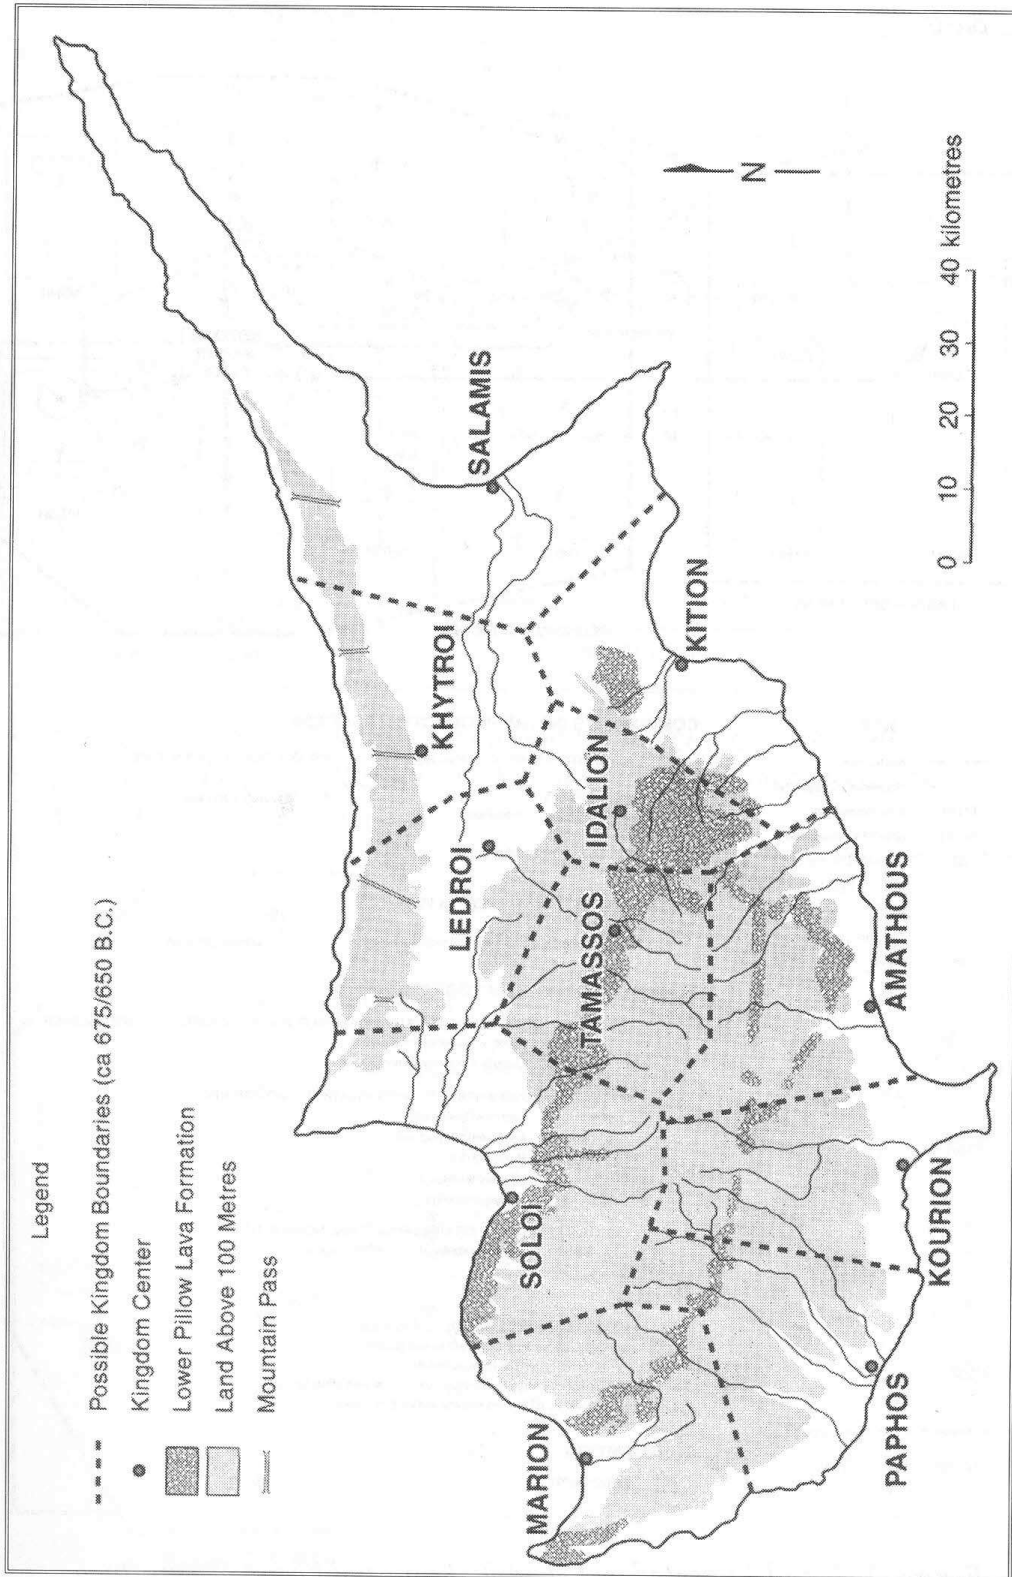 Legend
Possible Kingdom Boundaries (ca 675/650 B.C.)
Kingdom Center
Lower Pillow Lava Formation
Land Above 100 Metres
Mountain Pass
SALAMIS
KHYTROI
LEDROI
SOLOI
MARION
TAMASSOS
IDALION
KITION
AMATHOUS
KOURION
PAPHOS
N
0 10 20 30 40 kilometres